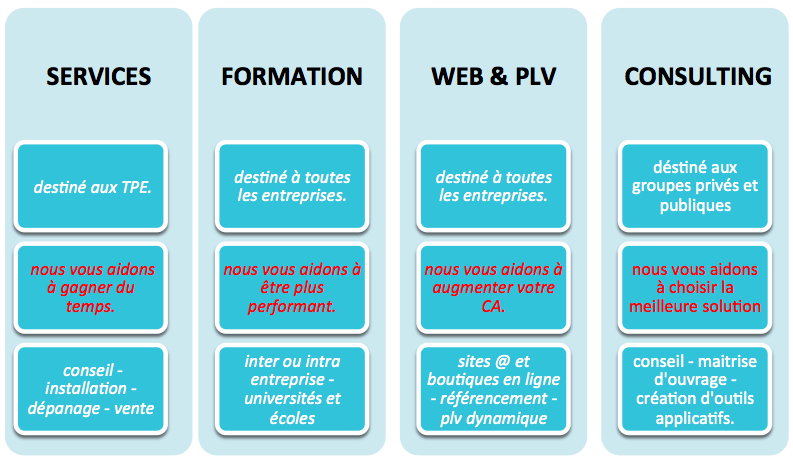 SERVICES
destiné aux TPE.
nous vous aidons
à gagner du
temps.
conseil -
installation -
dépanage - vente
FORMATION
destiné à toutes
les entreprises.
nous vous aidons à
être plus
performant.
inter ou intra
entreprise -
universités et
écoles
WEB & PLV
destiné à toutes
les entreprises.
nous vous aidons à
augmenter votre
CA.
sites @ et
boutiques en ligne
- référencement -
plv dynamique
CONSULTING
déstiné aux
groupes privés et
publiques
nous vous aidons
à choisir la
meilleure solution
conseil - maitrise
d'ouvrage -
création d'outils
applicatifs.